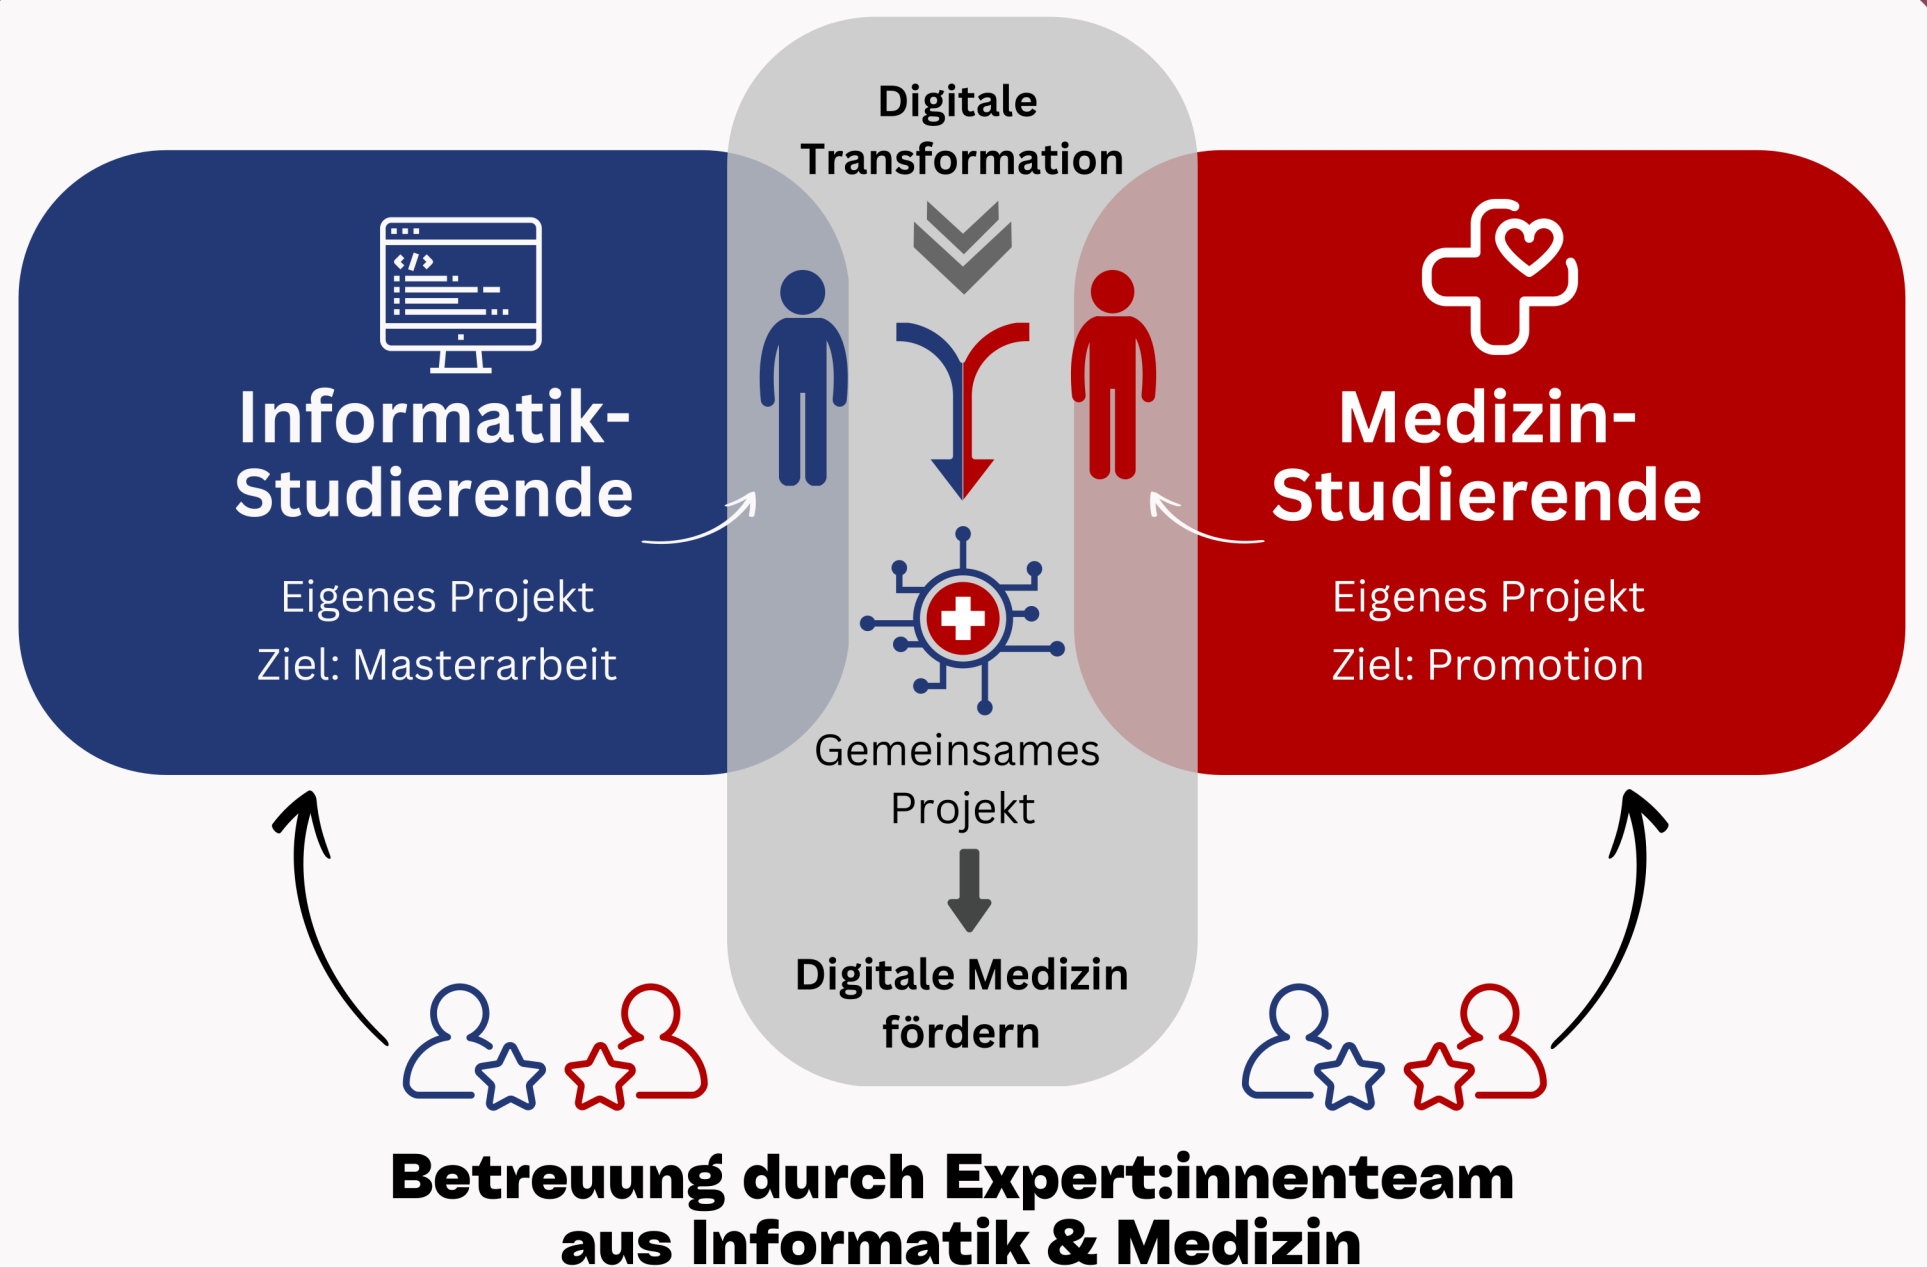 Digitale
Transformation
Informatik-
Studierende
Eigenes Projekt
Ziel: Masterarbeit
Medizin-
Studierende
Eigenes Projekt
Ziel: Promotion
Gemeinsames
Projekt
Digitale Medizin
fördern
Betreuung durch Expert:innenteam
aus Informatik & Medizin